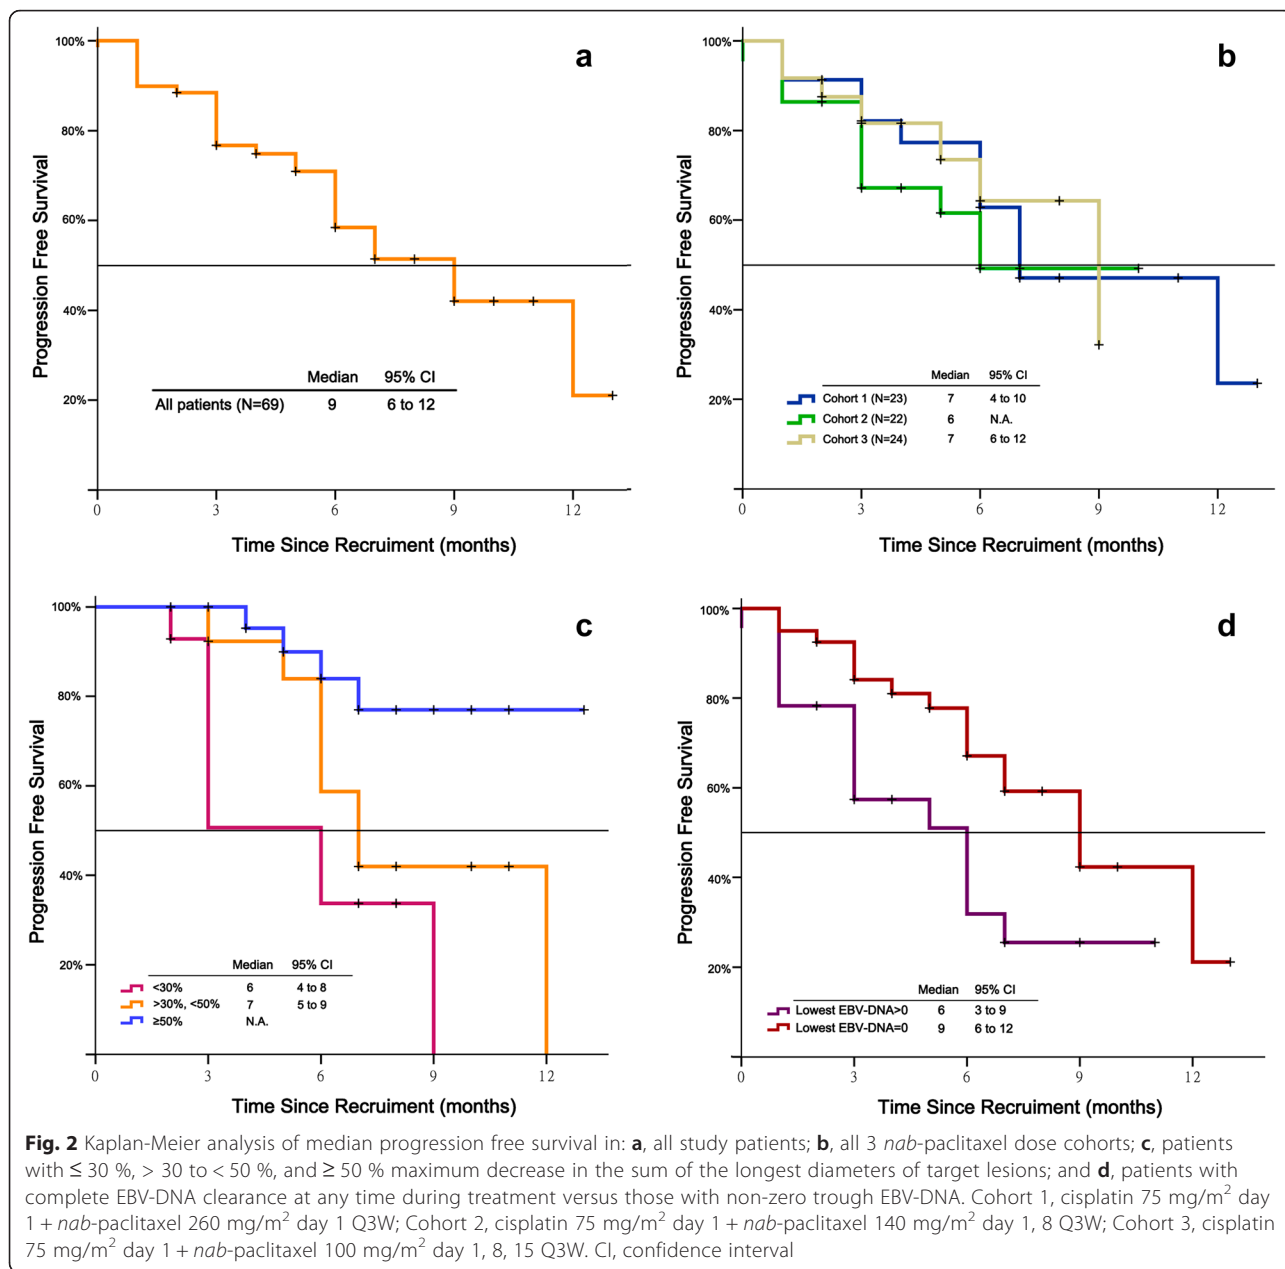 a
100%
80%
60%
40%
20%
Progression Free Survival
Median 95% CI
All patients (N=69) 9 6 to 12
0 3 6 9 12
Time Since Recruiment (months)
b
100%
80%
60%
40%
20%
Progression Free Survival
Median 95% CI
Cohort 1 (N=23) 7 4 to 10
Cohort 2 (N=22) 6 N.A.
Cohort 3 (N=24) 7 6 to 12
0 3 6 9 12
Time Since Recruiment (months)
c
100%
80%
60%
40%
20%
Progression Free Survival
Median 95% CI
<30% 6 4 to 8
>30%, <50% 7 5 to 9
≥50% N.A.
0 3 6 9 12
Time Since Recruiment (months)
d
100%
80%
60%
40%
20%
Progression Free Survival
Median 95% CI
Lowest EBV-DNA>0 6 3 to 9
Lowest EBV-DNA=0 9 6 to 12
0 3 6 9 12
Time Since Recruiment (months)
Fig. 2 Kaplan-Meier analysis of median progression free survival in: a, all study patients; b, all 3 nab-paclitaxel dose cohorts; c, patients
with ≤ 30 %, > 30 to < 50 %, and ≥ 50 % maximum decrease in the sum of the longest diameters of target lesions; and d, patients with
complete EBV-DNA clearance at any time during treatment versus those with non-zero trough EBV-DNA. Cohort 1, cisplatin 75 mg/m² day
1 + nab-paclitaxel 260 mg/m² day 1 Q3W; Cohort 2, cisplatin 75 mg/m² day 1 + nab-paclitaxel 140 mg/m² day 1, 8 Q3W; Cohort 3, cisplatin
75 mg/m² day 1 + nab-paclitaxel 100 mg/m² day 1, 8, 15 Q3W. CI, confidence interval